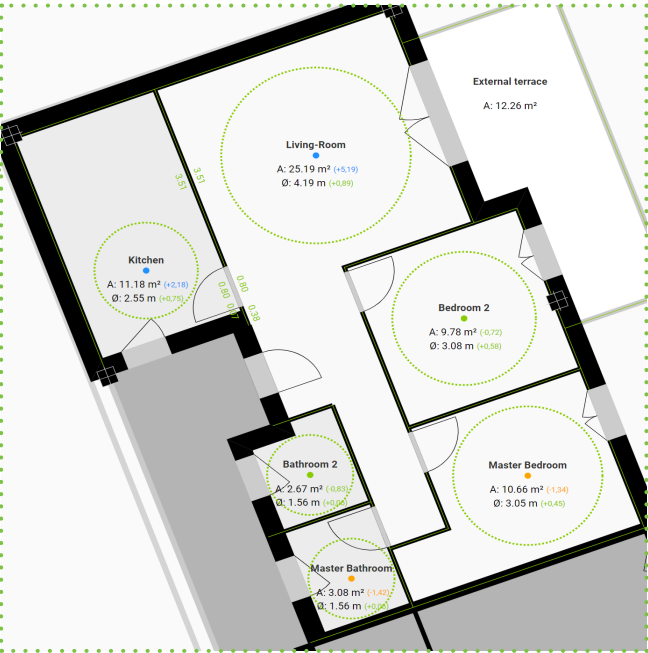 External terrace
A: 12.26 m²
Living-Room
A: 25.19 m² (+5,19)
Ø: 4.19 m (+0,89)
3.51
3.51
Kitchen
A: 11.18 m² (+2,18)
Ø: 2.55 m (+0,75)
0.80
0.80
0.38
Bedroom 2
A: 9.78 m² (-0,72)
Ø: 3.08 m (+0,58)
Bathroom 2
A: 2.67 m² (-0,83)
Ø: 1.56 m
Master Bedroom
A: 10.66 m² (-1,34)
Ø: 3.05 m (+0,45)
Master Bathroom
A: 3.08 m² (-1,42)
Ø: 1.56 m